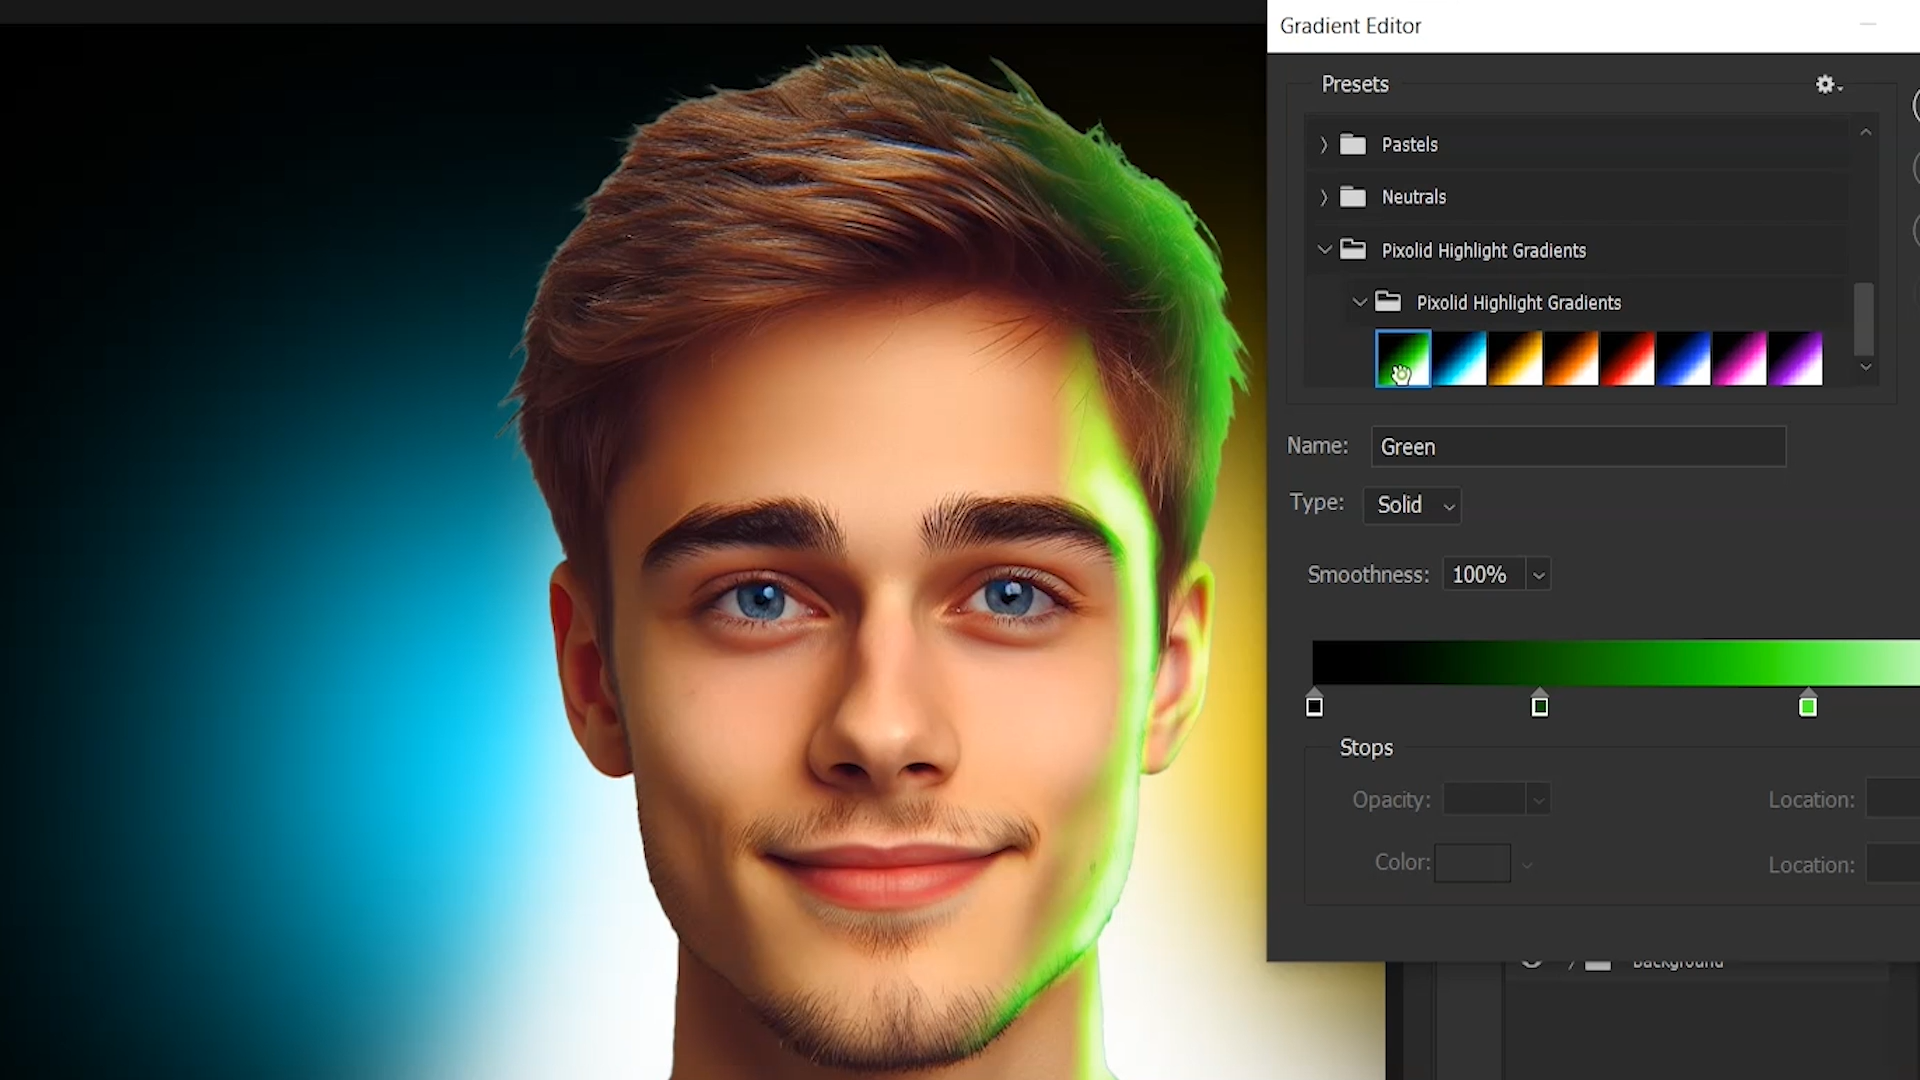 Gradient Editor
Presets
Pastels
Neutrals
Pixolid Highlight Gradients
Pixolid Highlight Gradients
Name: Green
Type: Solid
Smoothness: 100%
Stops
Opacity: Location:
Color: Location:
Background